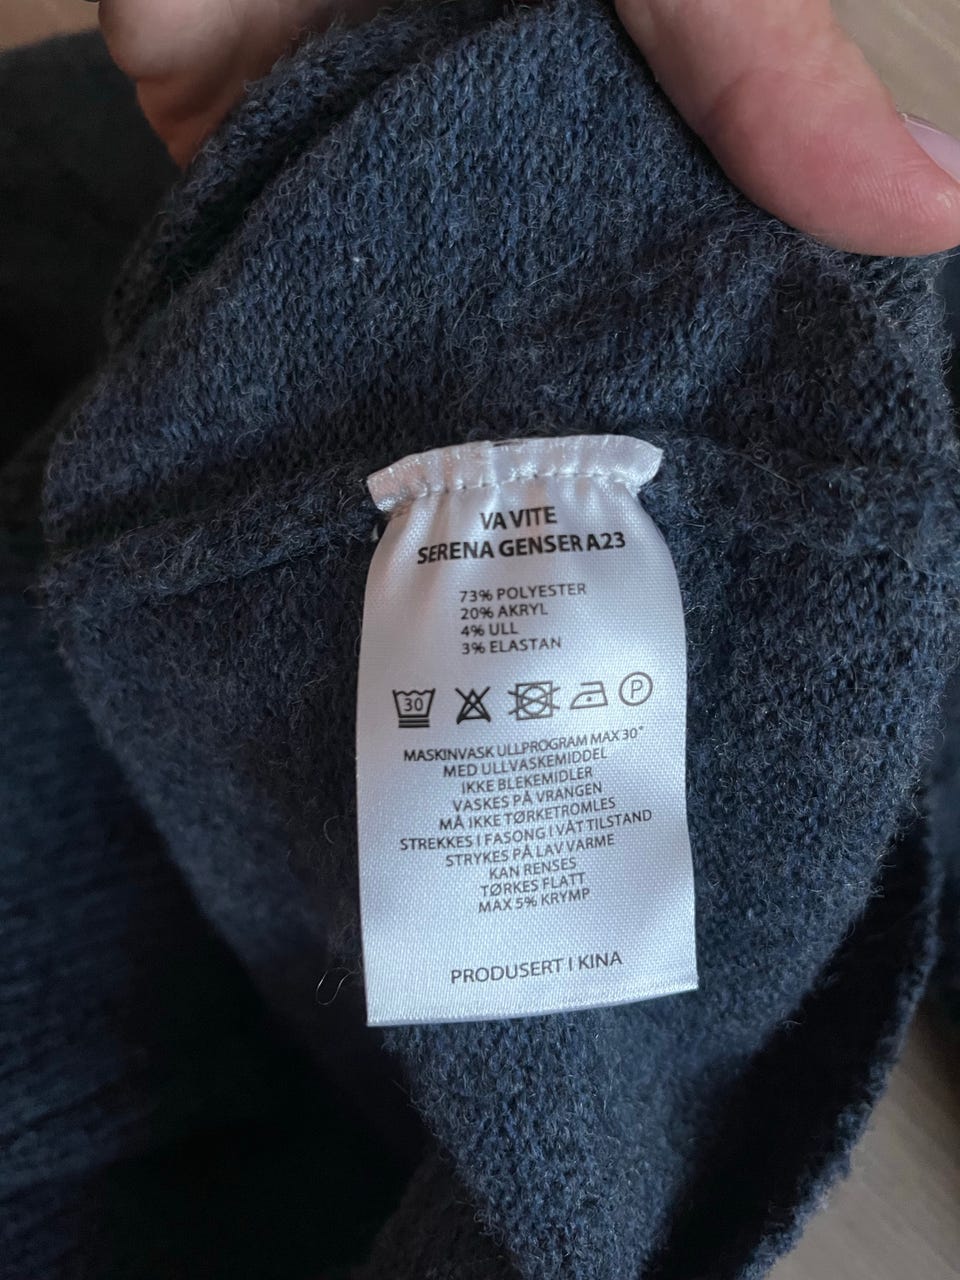 VAVITE
SERENA GENSER A23
73% POLYESTER
20% AKRYL
4% ULL
3% ELASTAN
30 P
MASKINVASK ULLPROGRAM MAX 30°
MED ULLVASKEMIDDEL
IKKE BLEKEMIDLER
VASKES PÅ VRANGEN
MÅ IKKE TØRKETROMLES
STREKKES I FASONG I VÅT TILSTAND
STRYKES PÅ LAV VARME
KAN RENSES
TØRKES FLATT
MAX 5% KRYMP
PRODUSERT I KINA